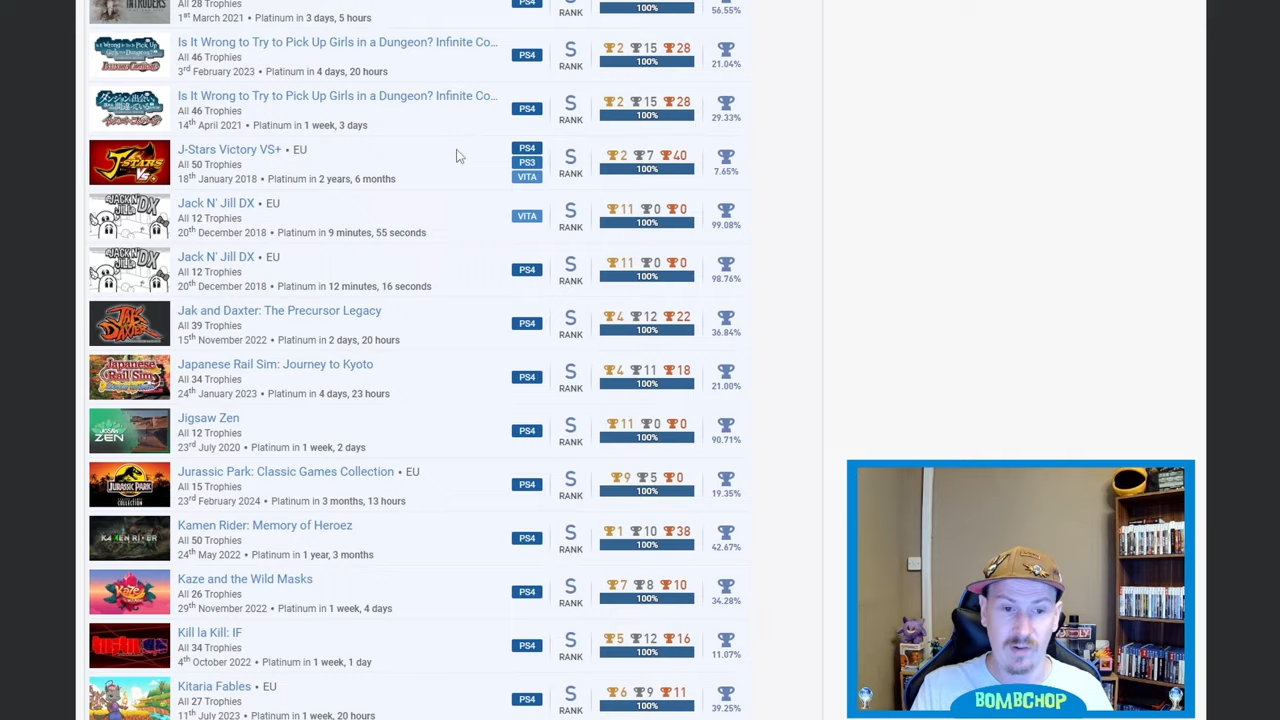 All 28 Trophies
1st March 2021 • Platinum in 3 days, 5 hours
PS4
RANK
100%
56.55%
Is It Wrong to Try to Pick Up Girls in a Dungeon? Infinite Co...
All 46 Trophies
3rd February 2023 • Platinum in 4 days, 20 hours
PS4
S RANK
2 15 28
100%
21.04%
Is It Wrong to Try to Pick Up Girls in a Dungeon? Infinite Co...
All 46 Trophies
14th April 2021 • Platinum in 1 week, 3 days
PS4
S RANK
2 15 28
100%
29.33%
J-Stars Victory VS+ • EU
All 50 Trophies
18th January 2018 • Platinum in 2 years, 6 months
PS4
PS3
VITA
S RANK
2 7 40
100%
7.65%
Jack N' Jill DX • EU
All 12 Trophies
20th December 2018 • Platinum in 9 minutes, 55 seconds
VITA
S RANK
11 0 0
100%
99.08%
Jack N' Jill DX • EU
All 12 Trophies
20th December 2018 • Platinum in 12 minutes, 16 seconds
PS4
S RANK
11 0 0
100%
98.76%
Jak and Daxter: The Precursor Legacy
All 39 Trophies
15th November 2022 • Platinum in 2 days, 20 hours
PS4
S RANK
4 12 22
100%
36.84%
Japanese Rail Sim: Journey to Kyoto
All 34 Trophies
24th January 2023 • Platinum in 4 days, 23 hours
PS4
S RANK
4 11 18
100%
21.00%
Jigsaw Zen
All 12 Trophies
23rd July 2020 • Platinum in 1 week, 2 days
PS4
S RANK
11 0 0
100%
90.71%
Jurassic Park: Classic Games Collection • EU
All 15 Trophies
23rd February 2024 • Platinum in 3 months, 13 hours
PS4
S RANK
9 5 0
100%
19.35%
Kamen Rider: Memory of Heroez
All 50 Trophies
24th May 2022 • Platinum in 1 year, 3 months
PS4
S RANK
1 10 38
100%
42.67%
Kaze and the Wild Masks
All 26 Trophies
29th November 2022 • Platinum in 1 week, 4 days
PS4
S RANK
7 8 10
100%
34.28%
Kill la Kill: IF
All 34 Trophies
4th October 2022 • Platinum in 1 week, 1 day
PS4
S RANK
5 12 16
100%
11.07%
Kitaria Fables • EU
All 27 Trophies
11th July 2023 • Platinum in 1 week, 20 hours
PS4
S RANK
6 9 11
100%
39.25%
BOMBCHOP